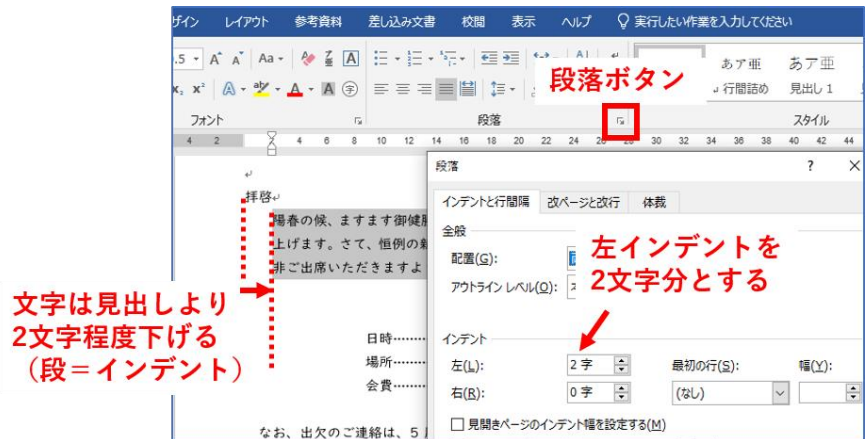 ザイン レイアウト 参考資料 差し込み文書 校閲 表示 ヘルプ 実行したい作業を入力してください
.5 A A Aa A
x₂ x² A aby A A 字
段落ボタン
あア亜 あア亜
行間詰め 見出し 1
フォント 段落 スタイル
4 2 2 4 6 8 10 12 14 16 18 20 22 24 26 28 30 32 34 36 38 40 42 44
拝啓
陽春の候、ますます御健
上げます。さて、恒例の
非ご出席いただきますよ
文字は見出しより
2文字程度下げる
(段=インデント)
日時………
場所………
会費………
なお、出欠のご連絡は、5
段落 ? ×
インデントと行間隔 改ページと改行 体裁
全般
配置(G):
アウトライン レベル(O):
左インデントを
2文字分とする
インデント
左(L): 2 字 最初の行(S): 幅(Y):
右(R): 0 字 (なし)
見開きページのインデント幅を設定する(M)